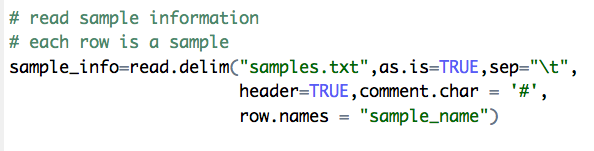 # read sample information
# each row is a sample
sample_info=read.delim("samples.txt",as.is=TRUE,sep="\t",
header=TRUE,comment.char = '#',
row.names = "sample_name")